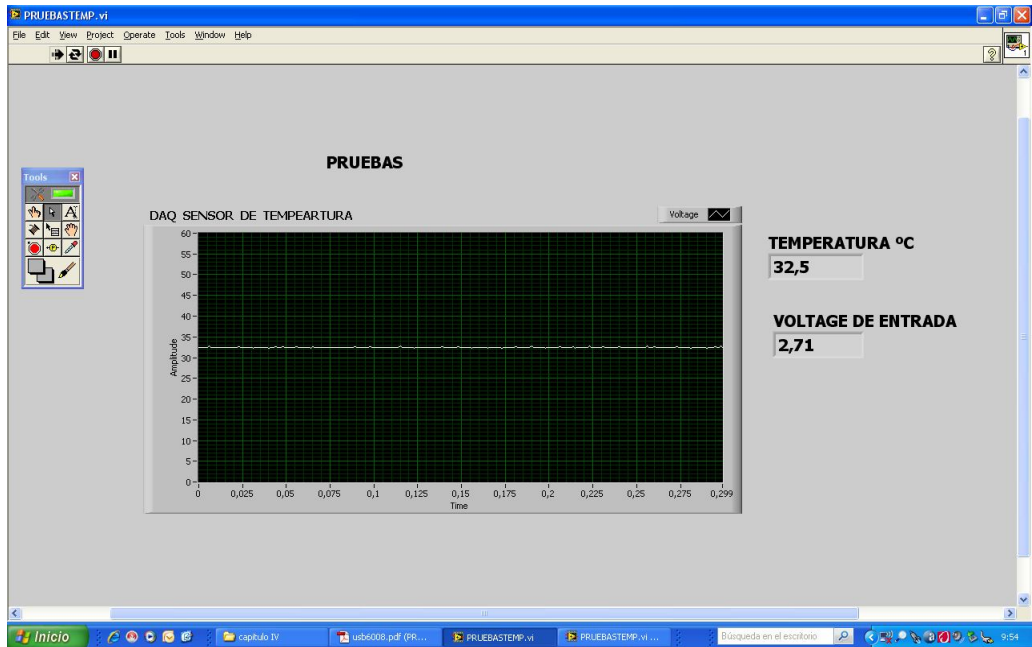 PRUEBASTEMP.vi
File Edit View Project Operate Tools Window Help
1
PRUEBAS
Tools
A
DAQ SENSOR DE TEMPEARTURA
Voltage
60
55
50
45
40
35
30
25
20
15
10
5
0
Amplitude
0 0,025 0,05 0,075 0,1 0,125 0,15 0,175 0,2 0,225 0,25 0,275 0,299
Time
TEMPERATURA ºC
32,5
VOLTAGE DE ENTRADA
2,71
Inicio
capitulo IV
usb6008.pdf (PR...
PRUEBASTEMP.vi
PRUEBASTEMP.vi ...
Búsqueda en el escritorio
9:54